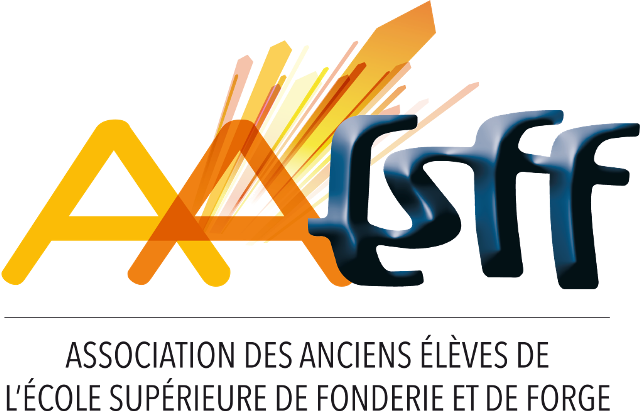 AAESff
ASSOCIATION DES ANCIENS ÉLÈVES DE
L'ÉCOLE SUPÉRIEURE DE FONDERIE ET DE FORGE